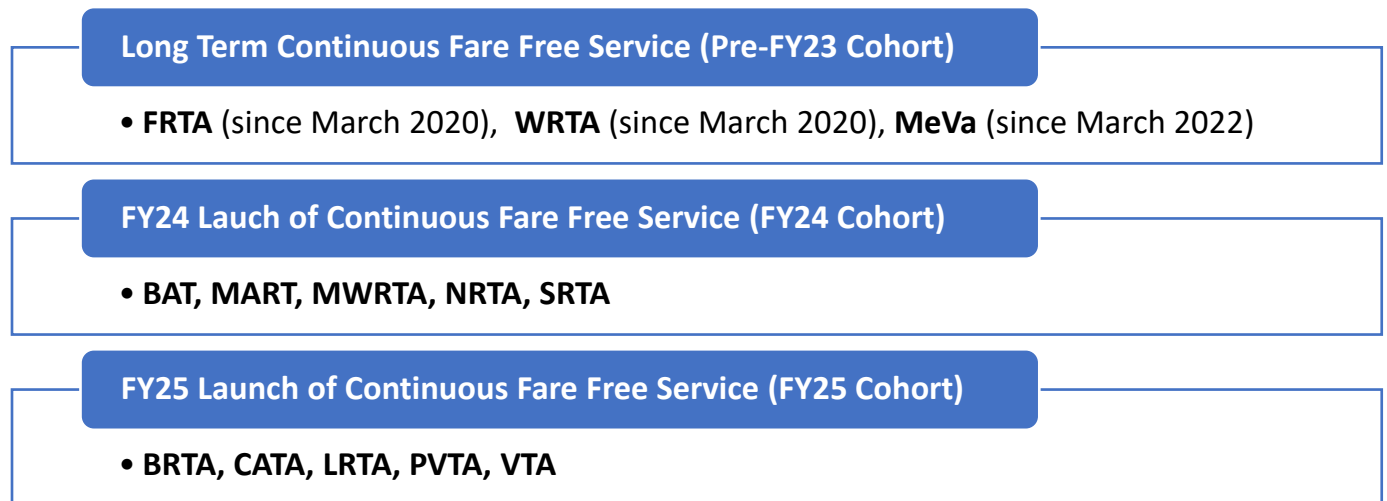 Long Term Continuous Fare Free Service (Pre-FY23 Cohort)
• FRTA (since March 2020), WRTA (since March 2020), MeVa (since March 2022)
FY24 Lauch of Continuous Fare Free Service (FY24 Cohort)
• BAT, MART, MWRTA, NRTA, SRTA
FY25 Launch of Continuous Fare Free Service (FY25 Cohort)
• BRTA, CATA, LRTA, PVTA, VTA